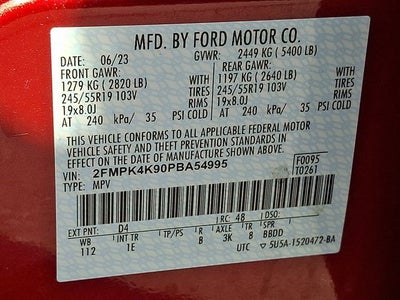 MFD. BY FORD MOTOR CO.
DATE: 06/23 GVWR: 2449 KG (5400 LB)
FRONT GAWR: REAR GAWR:
1279 KG (2820 LB) 1197 KG (2640 LB)
245/55R19 103V TIRES 245/55R19 103V TIRES
19x8.0J RIMS 19x8.0J RIMS
AT 240 kPa/ 35 PSI COLD AT 240 kPa/ 35 PSI COLD
THIS VEHICLE CONFORMS TO ALL APPLICABLE FEDERAL MOTOR
VEHICLE SAFETY AND THEFT PREVENTION STANDARDS IN
EFFECT ON THE DATE OF MANUFACTURE SHOWN ABOVE.
VIN: 2FMPK4K90PBA54995 F0095
TYPE: MPV T0261
EXT PNT: D4 RC: 48 DSO:
WB INT TR TP/PS R AXLE TR SPR
112 1E B 3K 8 BBDD
UTC 5U5A-1520472-BA